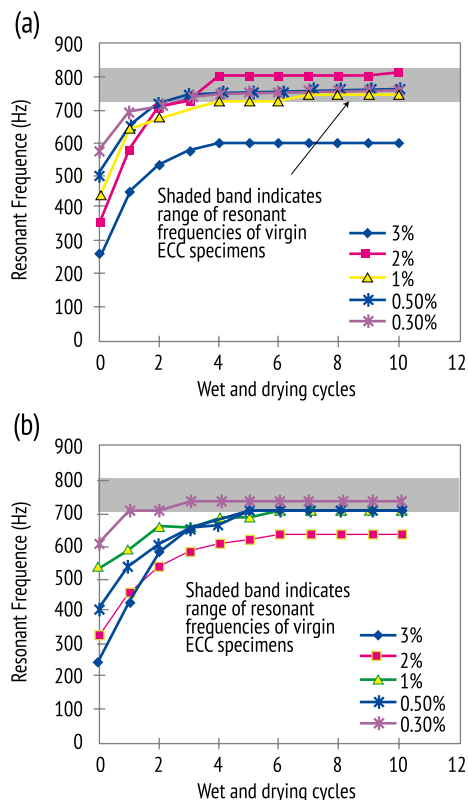 (a)
900
800
700
600
500
400
300
200
100
0
Resonant Frequence (Hz)
Shaded band indicates
range of resonant
frequencies of virgin
ECC specimens
3%
2%
1%
0.50%
0.30%
0 2 4 6 8 10 12
Wet and drying cycles
(b)
900
800
700
600
500
400
300
200
100
0
Resonant Frequence (Hz)
Shaded band indicates
range of resonant
frequencies of virgin
ECC specimens
3%
2%
1%
0.50%
0.30%
0 2 4 6 8 10 12
Wet and drying cycles